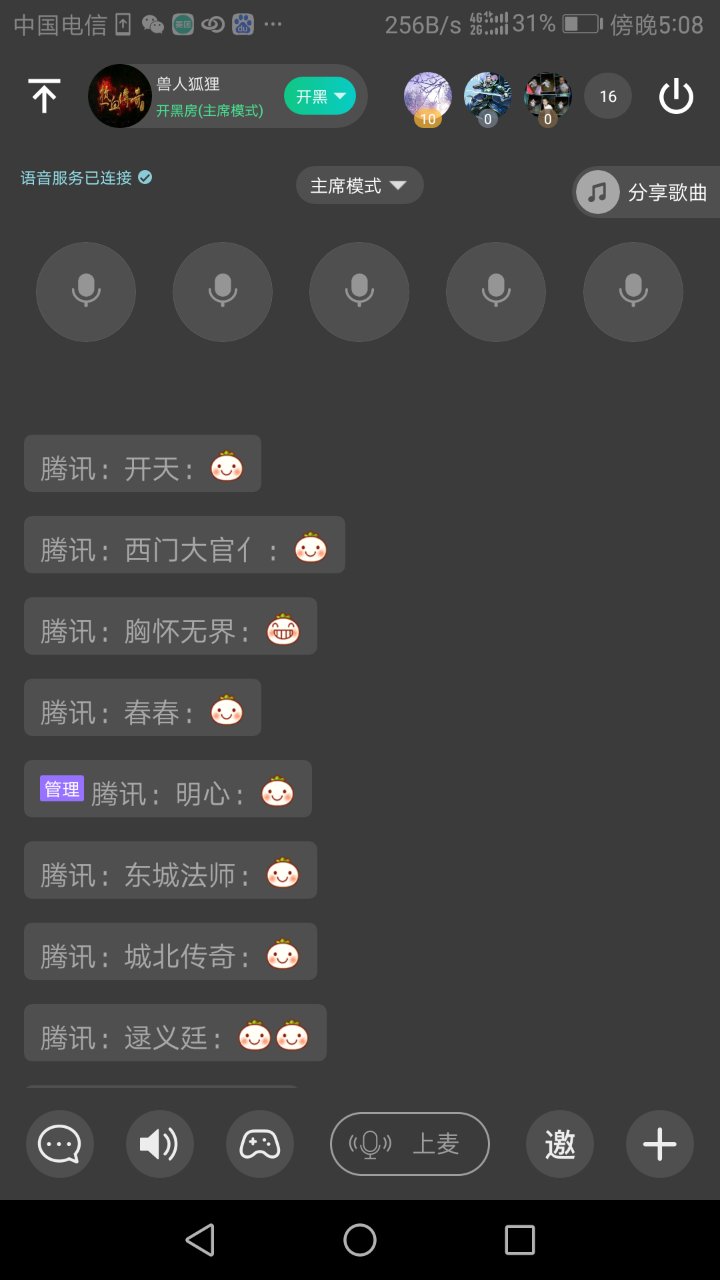 中国电信 256B/s 4G 2G 31% 傍晚5:08
兽人狐狸
开黑房(主席模式)
开黑
10
0
0
16
语音服务已连接
主席模式
分享歌曲
腾讯：开天：
腾讯：西门大官亻：
腾讯：胸怀无界：
腾讯：春春：
管理 腾讯：明心：
腾讯：东城法师：
腾讯：城北传奇：
腾讯：逯义廷：
上麦
邀